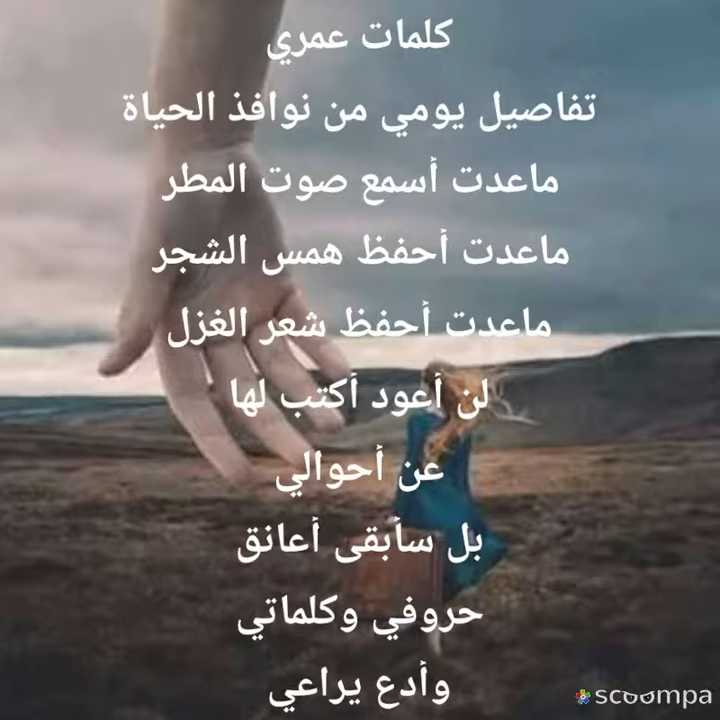 كلمات عمري
تفاصيل يومي من نوافذ الحياة
ماعدت أسمع صوت المطر
ماعدت أحفظ همس الشجر
ماعدت أحفظ شعر الغزل
لن أعود أكتب لها
عن أحوالي
بل سأبقى أعانق
حروفي وكلماتي
وأدع يراعي
scoompa